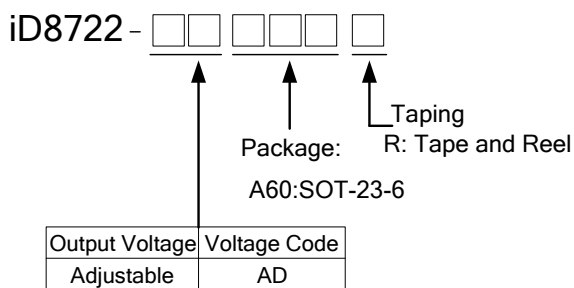 iD8722 -
Taping
Package:
R: Tape and Reel
A60:SOT-23-6
Output Voltage Voltage Code
Adjustable AD